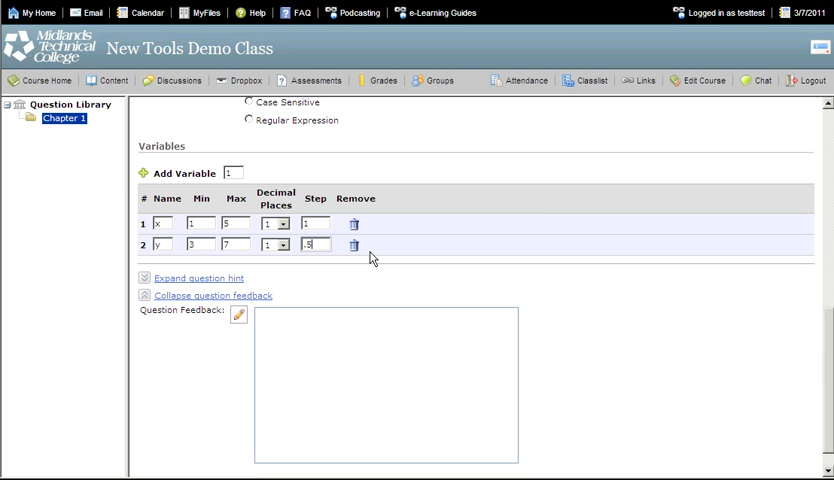 My Home Email Calendar MyFiles Help FAQ Podcasting e-Learning Guides Logged in as testtest 3/7/2011
Midlands
Technical
College
New Tools Demo Class
Course Home Content Discussions Dropbox Assessments Grades Groups Attendance Classlist Links Edit Course Chat Logout
Question Library
Chapter 1
Case Sensitive
Regular Expression
Variables
Add Variable 1
# Name Min Max Decimal Places Step Remove
1 x 1 5 1 1
2 y 3 7 1 .5
Expand question hint
Collapse question feedback
Question Feedback: